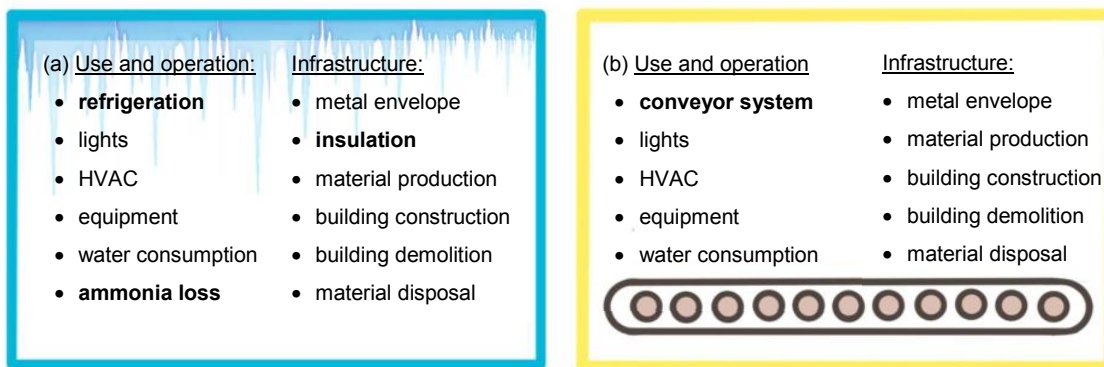 (a) Use and operation:
• refrigeration
• lights
• HVAC
• equipment
• water consumption
• ammonia loss
Infrastructure:
• metal envelope
• insulation
• material production
• building construction
• building demolition
• material disposal
(b) Use and operation
• conveyor system
• lights
• HVAC
• equipment
• water consumption
Infrastructure:
• metal envelope
• material production
• building construction
• building demolition
• material disposal